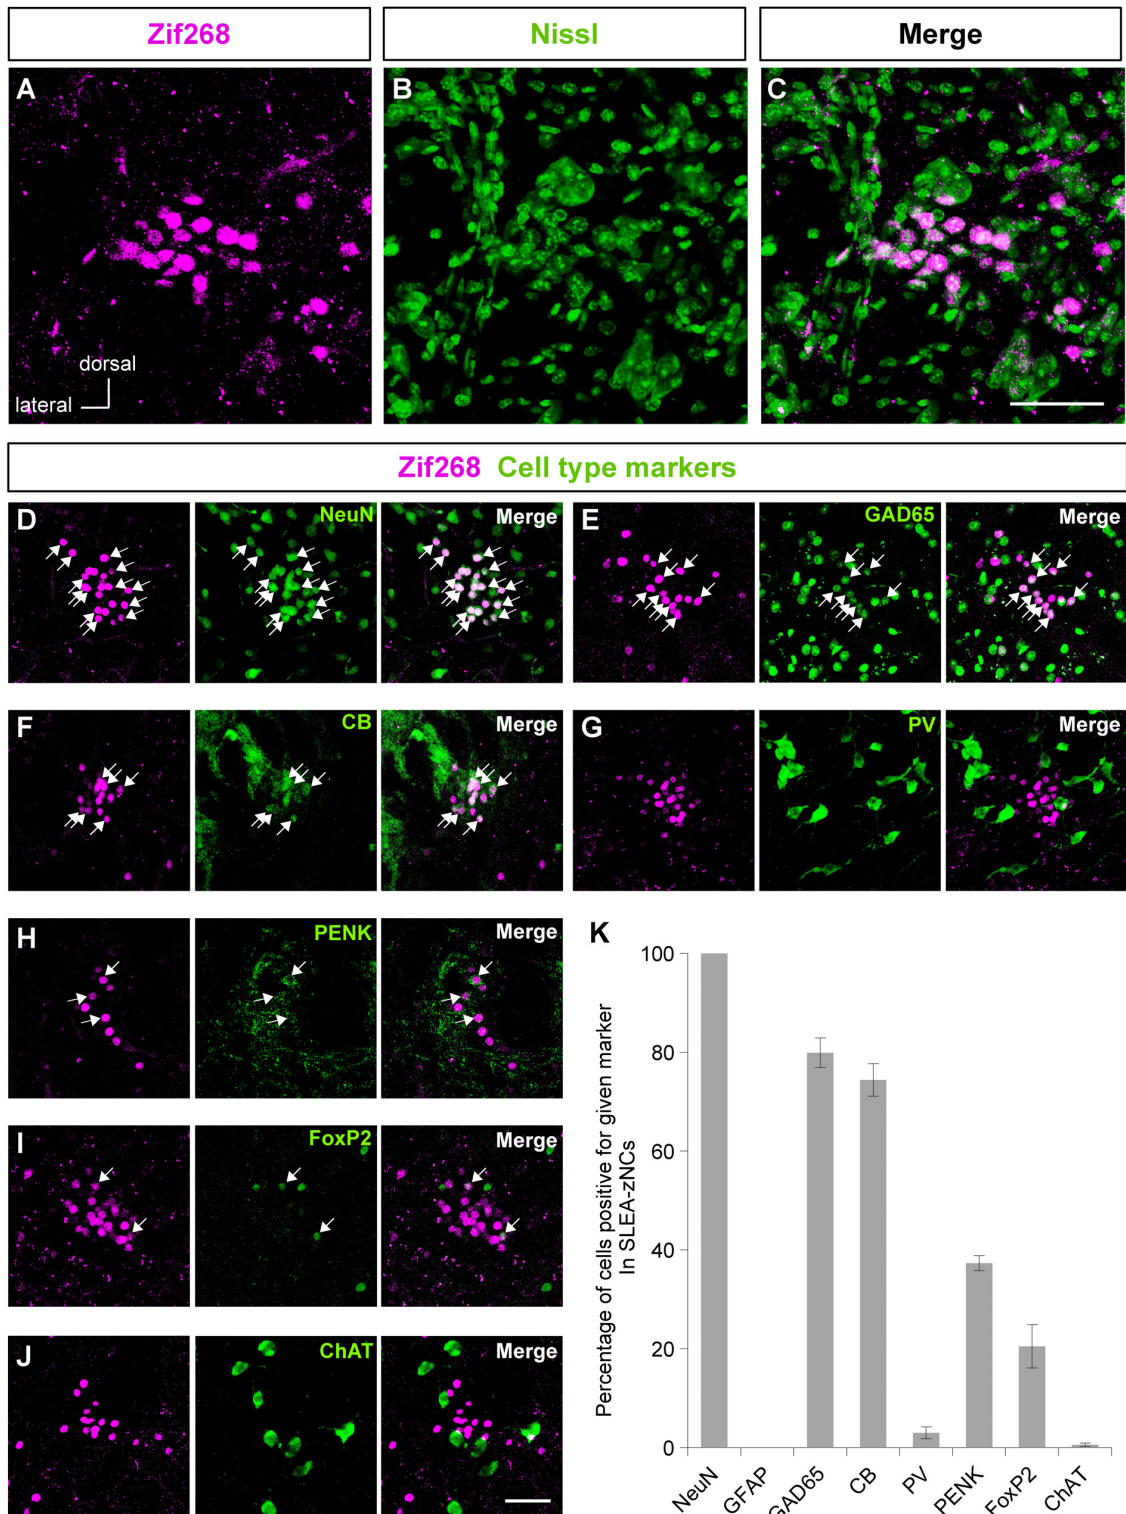 Zif268 Nissl Merge
A B C
dorsal
lateral
Zif268 Cell type markers
D NeuN Merge
E GAD65 Merge
F CB Merge
G PV Merge
H PENK Merge
I FoxP2 Merge
J ChAT Merge
K
Percentage of cells positive for given marker
In SLEA-zNCs
100
80
60
40
20
0
NeuN GFAP GAD65 CB PV PENK FoxP2 ChAT